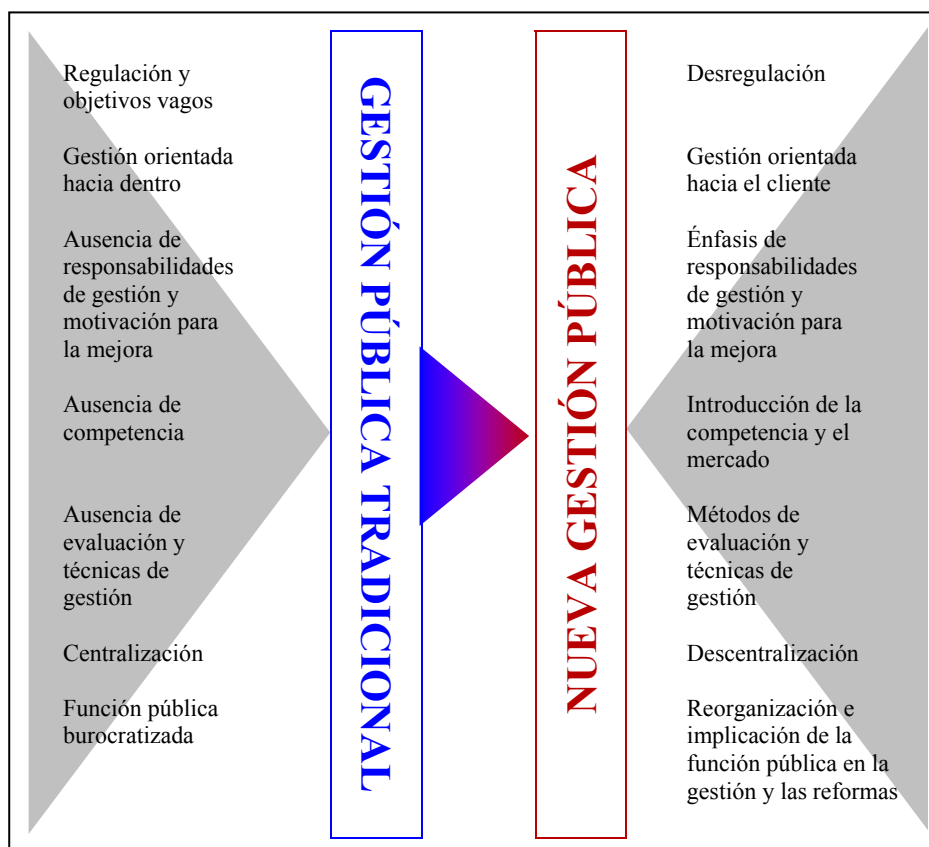 Regulación y
objetivos vagos
Gestión orientada
hacia dentro
Ausencia de
responsabilidades
de gestión y
motivación para
la mejora
Ausencia de
competencia
Ausencia de
evaluación y
técnicas de
gestión
Centralización
Función pública
burocratizada
GESTIÓN PÚBLICA TRADICIONAL
NUEVA GESTIÓN PÚBLICA
Desregulación
Gestión orientada
hacia el cliente
Énfasis de
responsabilidades
de gestión y
motivación para
la mejora
Introducción de la
competencia y el
mercado
Métodos de
evaluación y
técnicas de
gestión
Descentralización
Reorganización e
implicación de la
función pública en la
gestión y las reformas